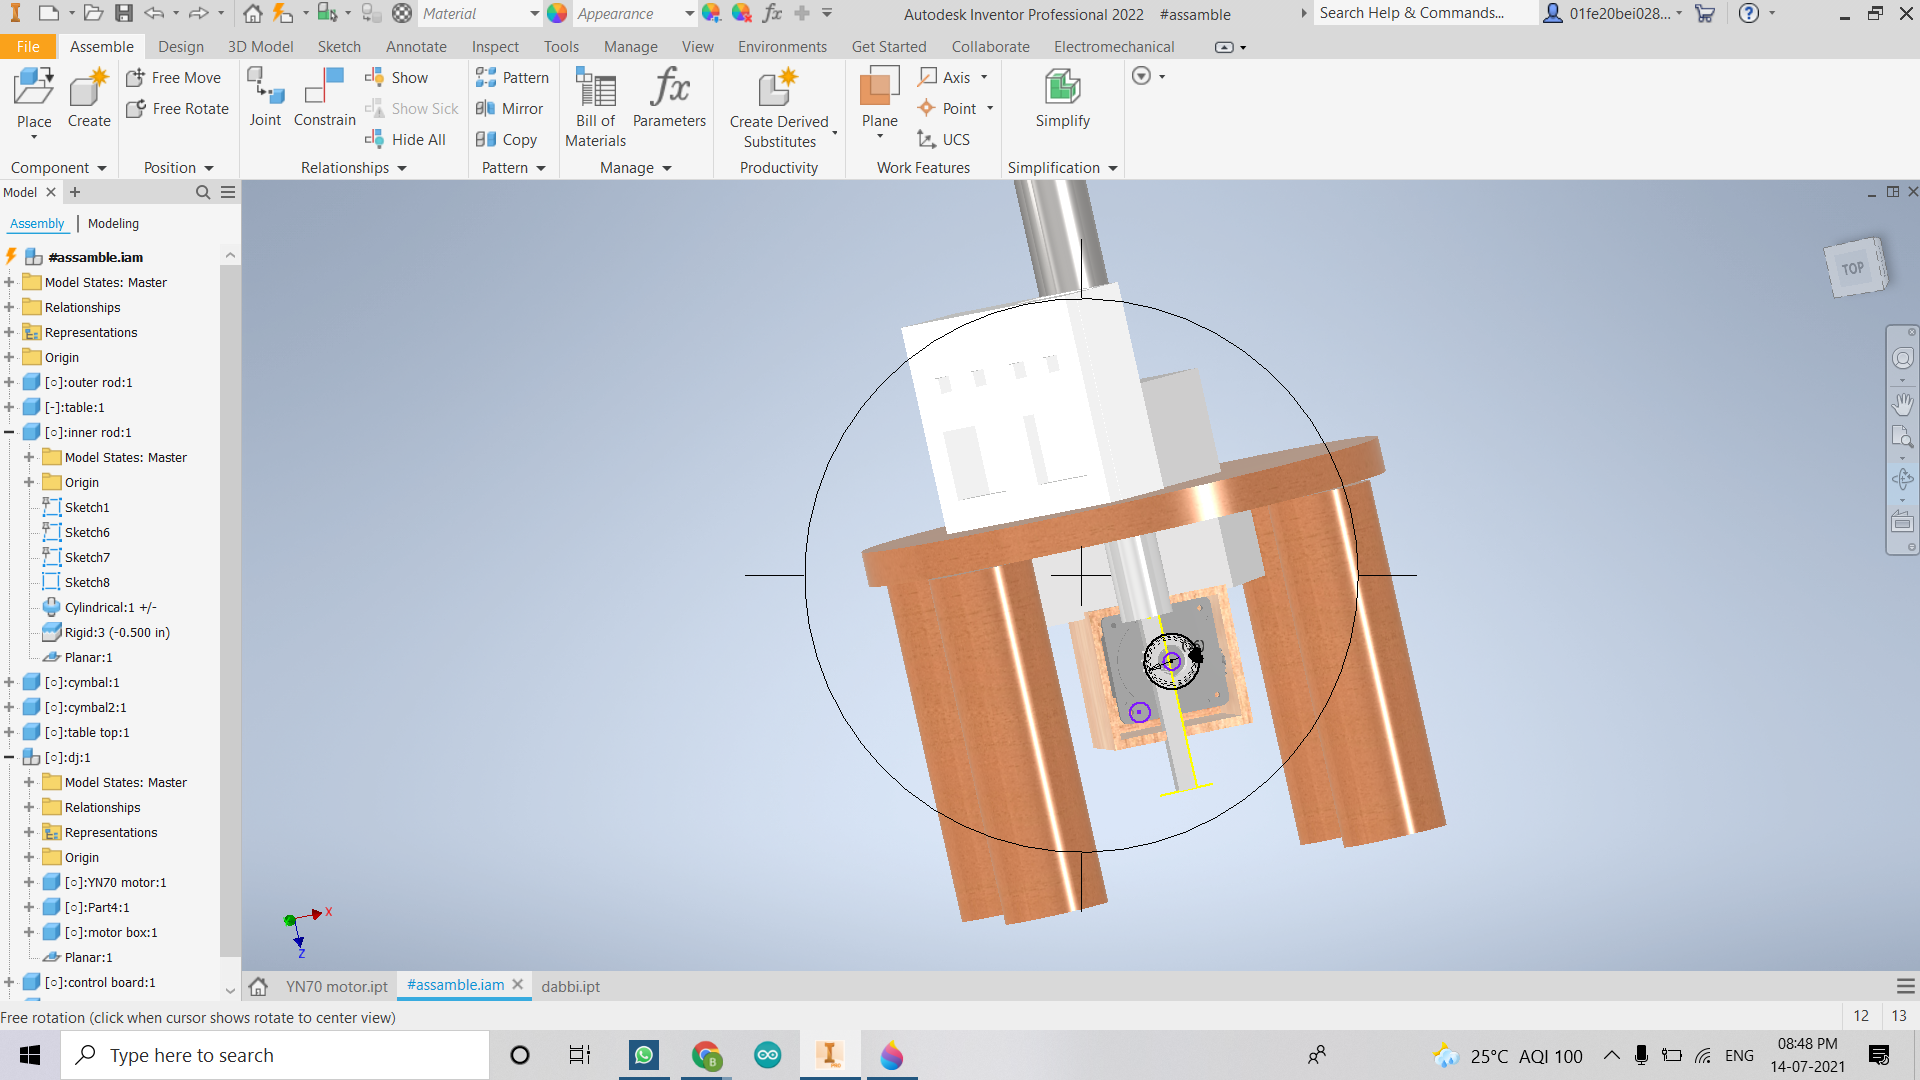 Material
Appearance
fx
Autodesk Inventor Professional 2022 #assamble
Search Help & Commands...
01fe20bei028...
File
Assemble
Design
3D Model
Sketch
Annotate
Inspect
Tools
Manage
View
Environments
Get Started
Collaborate
Electromechanical
Place
Create
Free Move
Free Rotate
Joint
Constrain
Show
Show Sick
Hide All
Pattern
Mirror
Copy
Bill of
Materials
fx
Parameters
Create Derived
Substitutes
Plane
Axis
Point
UCS
Simplify
Component
Position
Relationships
Pattern
Manage
Productivity
Work Features
Simplification
Model
Assembly
Modeling
#assamble.iam
Model States: Master
Relationships
Representations
Origin
[○]:outer rod:1
[-]:table:1
[○]:inner rod:1
Model States: Master
Origin
Sketch1
Sketch6
Sketch7
Sketch8
Cylindrical:1 +/-
Rigid:3 (-0.500 in)
Planar:1
[○]:cymbal:1
[○]:cymbal2:1
[○]:table top:1
[○]:dj:1
Model States: Master
Relationships
Representations
Origin
[○]:YN70 motor:1
[○]:Part4:1
[○]:motor box:1
Planar:1
[○]:control board:1
TOP
X
Z
YN70 motor.ipt
#assamble.iam
dabbi.ipt
Free rotation (click when cursor shows rotate to center view)
12
13
Type here to search
B
I
PRO
25°C AQI 100
ENG
08:48 PM
14-07-2021